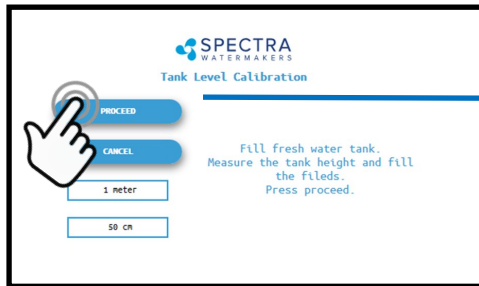 SPECTRA
WATERMAKERS
Tank Level Calibration
PROCEED
CANCEL
1 meter
50 cm
Fill fresh water tank.
Measure the tank height and fill
the fileds.
Press proceed.